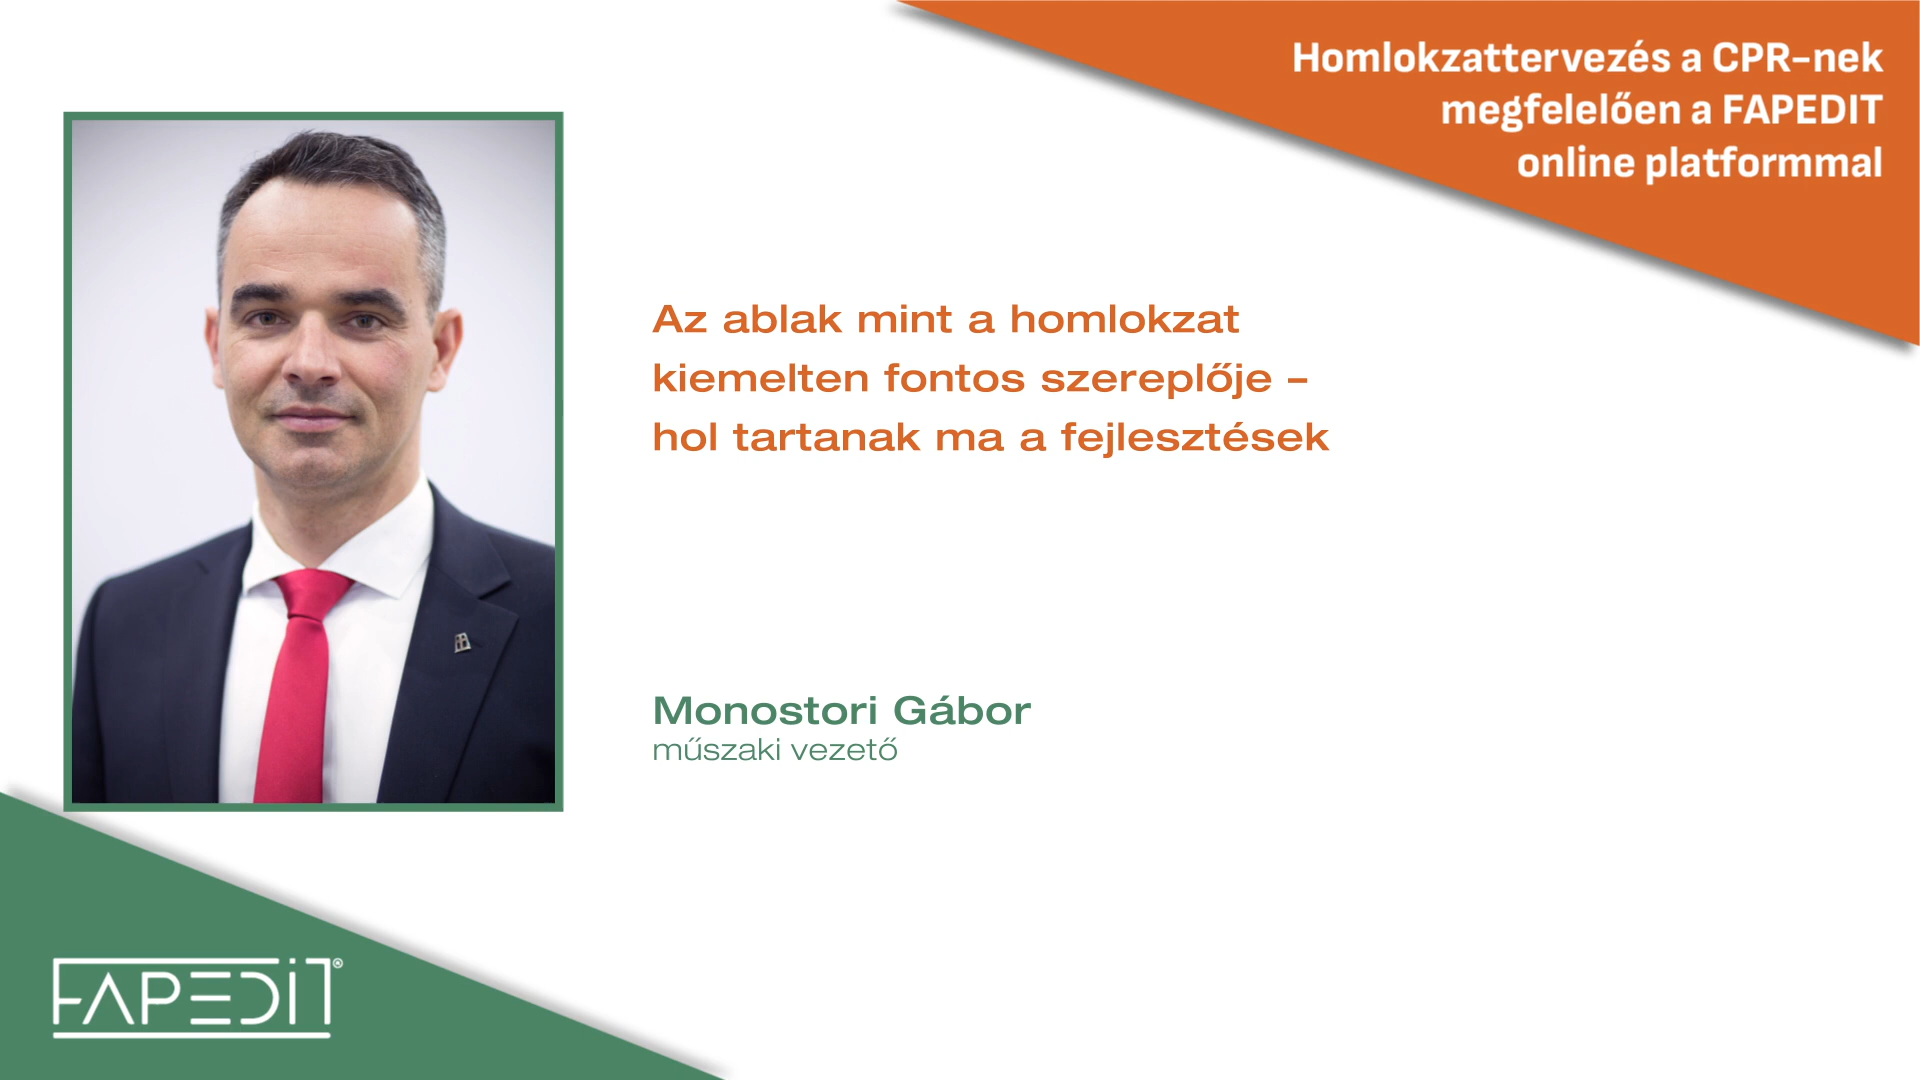 Homlokzattervezés a CPR-nek
megfelelően a FAPEDIT
online platformmal
Az ablak mint a homlokzat
kiemelten fontos szereplője –
hol tartanak ma a fejlesztések
Monostori Gábor
műszaki vezető
FAPEDIT®